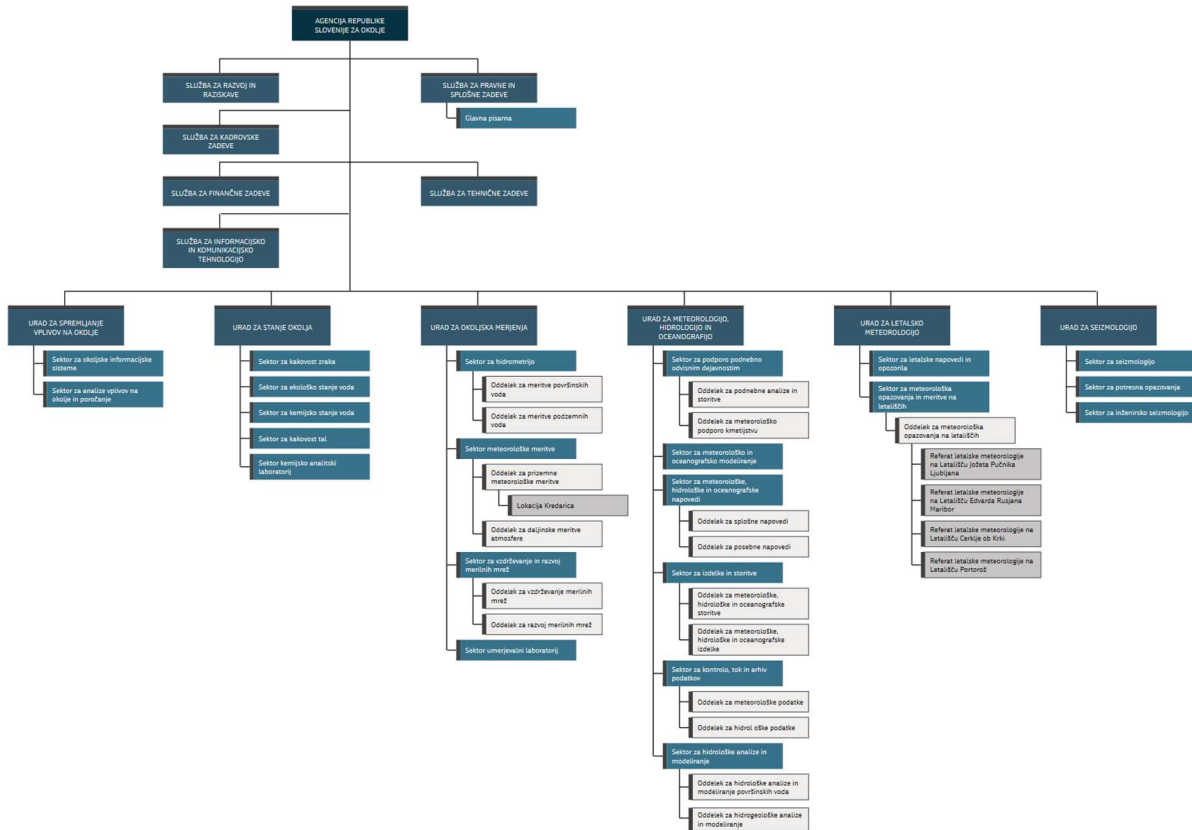 AGENCIJA REPUBLIKE
SLOVENIJE ZA OKOLJE
SLUŽBA ZA RAZVOJ IN
RAZISKAVE
SLUŽBA ZA PRAVNE IN
SPLOŠNE ZADEVE
Glavna pisarna
SLUŽBA ZA KADROVSKE
ZADEVE
SLUŽBA ZA FINANČNE ZADEVE
SLUŽBA ZA TEHNIČNE ZADEVE
SLUŽBA ZA INFORMACIJSKO
IN KOMUNIKACIJSKO
TEHNOLOGIJO
URAD ZA SPREMLJANJE
VPLIVOV NA OKOLJE
Sektor za okoljske informacijske
sisteme
Sektor za analize vplivov na
okolje in poročanje
URAD ZA STANJE OKOLJA
Sektor za kakovost zraka
Sektor za ekološko stanje voda
Sektor za kemijsko stanje voda
Sektor za kakovost tal
Sektor kemijsko analitski
laboratorij
URAD ZA OKOLJSKA MERJENJA
Sektor za hidrometrijo
Oddelek za meritve površinskih
voda
Oddelek za meritve podzemnih
voda
Sektor meteorološke meritve
Oddelek za prizemne
meteorološke meritve
Lokacija Kredarica
Oddelek za daljinske meritve
atmosfere
Sektor za vzdrževanje in razvoj
merilnih mrež
Oddelek za vzdrževanje merilnih
mrež
Oddelek za razvoj merilnih mrež
Sektor umerjevalni laboratorij
URAD ZA METEOROLOGIJO,
HIDROLOGIJO IN
OCEANOGRAFIJO
Sektor za podporo podnebno
odvisnim dejavnostim
Oddelek za podnebne analize in
storitve
Oddelek za meteorološko
podporo kmetijstvu
Sektor za meteorološko in
oceanografsko modeliranje
Sektor za meteorološke,
hidrološke in oceanografske
napovedi
Oddelek za splošne napovedi
Oddelek za posebne napovedi
Sektor za izdelke in storitve
Oddelek za meteorološke,
hidrološke in oceanografske
storitve
Oddelek za meteorološke,
hidrološke in oceanografske
izdelke
Sektor za kontrolo, tok in arhiv
podatkov
Oddelek za meteorološke podatke
Oddelek za hidrol oške podatke
Sektor za hidrološke analize in
modeliranje
Oddelek za hidrološke analize in
modeliranje površinskih voda
Oddelek za hidrogeološke analize
in modeliranje
URAD ZA LETALSKO
METEOROLOGIJO
Sektor za letalske napovedi in
opozorila
Sektor za meteorološka
opazovanja in meritve na
letališčih
Oddelek za meteorološka
opazovanja na letališčih
Referat letalske meteorologije
na Letališču Jožeta Pučnika
Ljubljana
Referat letalske meteorologije
na Letališču Edvarda Rusjana
Maribor
Referat letalske meteorologije na
Letališču Cerklje ob Krki
Referat letalske meteorologije na
Letališču Portorož
URAD ZA SEIZMOLOGIJO
Sektor za seizmologijo
Sektor za potresna opazovanja
Sektor za inženirsko seizmologijo